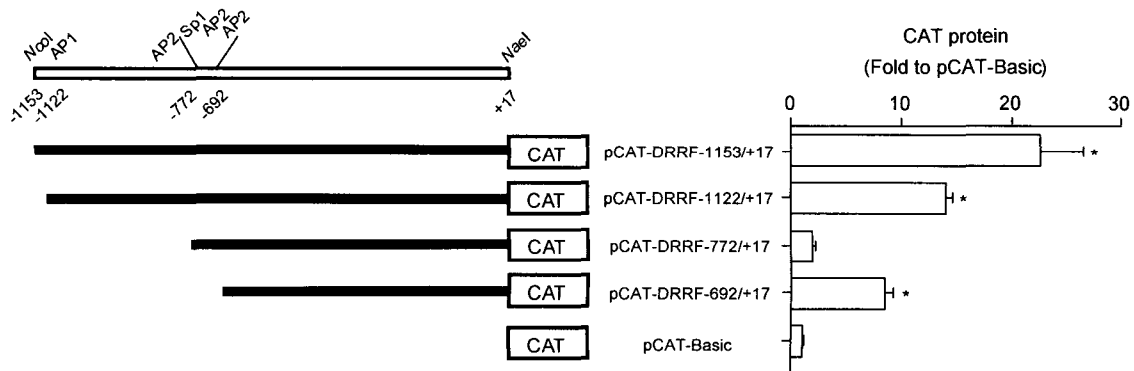 NcoI
AP1
AP2
Sp1
AP2
AP2
NaeI
-1153
-1122
-772
-692
+17
CAT protein
(Fold to pCAT-Basic)
0 10 20 30
CAT pCAT-DRRF-1153/+17 *
CAT pCAT-DRRF-1122/+17 *
CAT pCAT-DRRF-772/+17
CAT pCAT-DRRF-692/+17 *
CAT pCAT-Basic